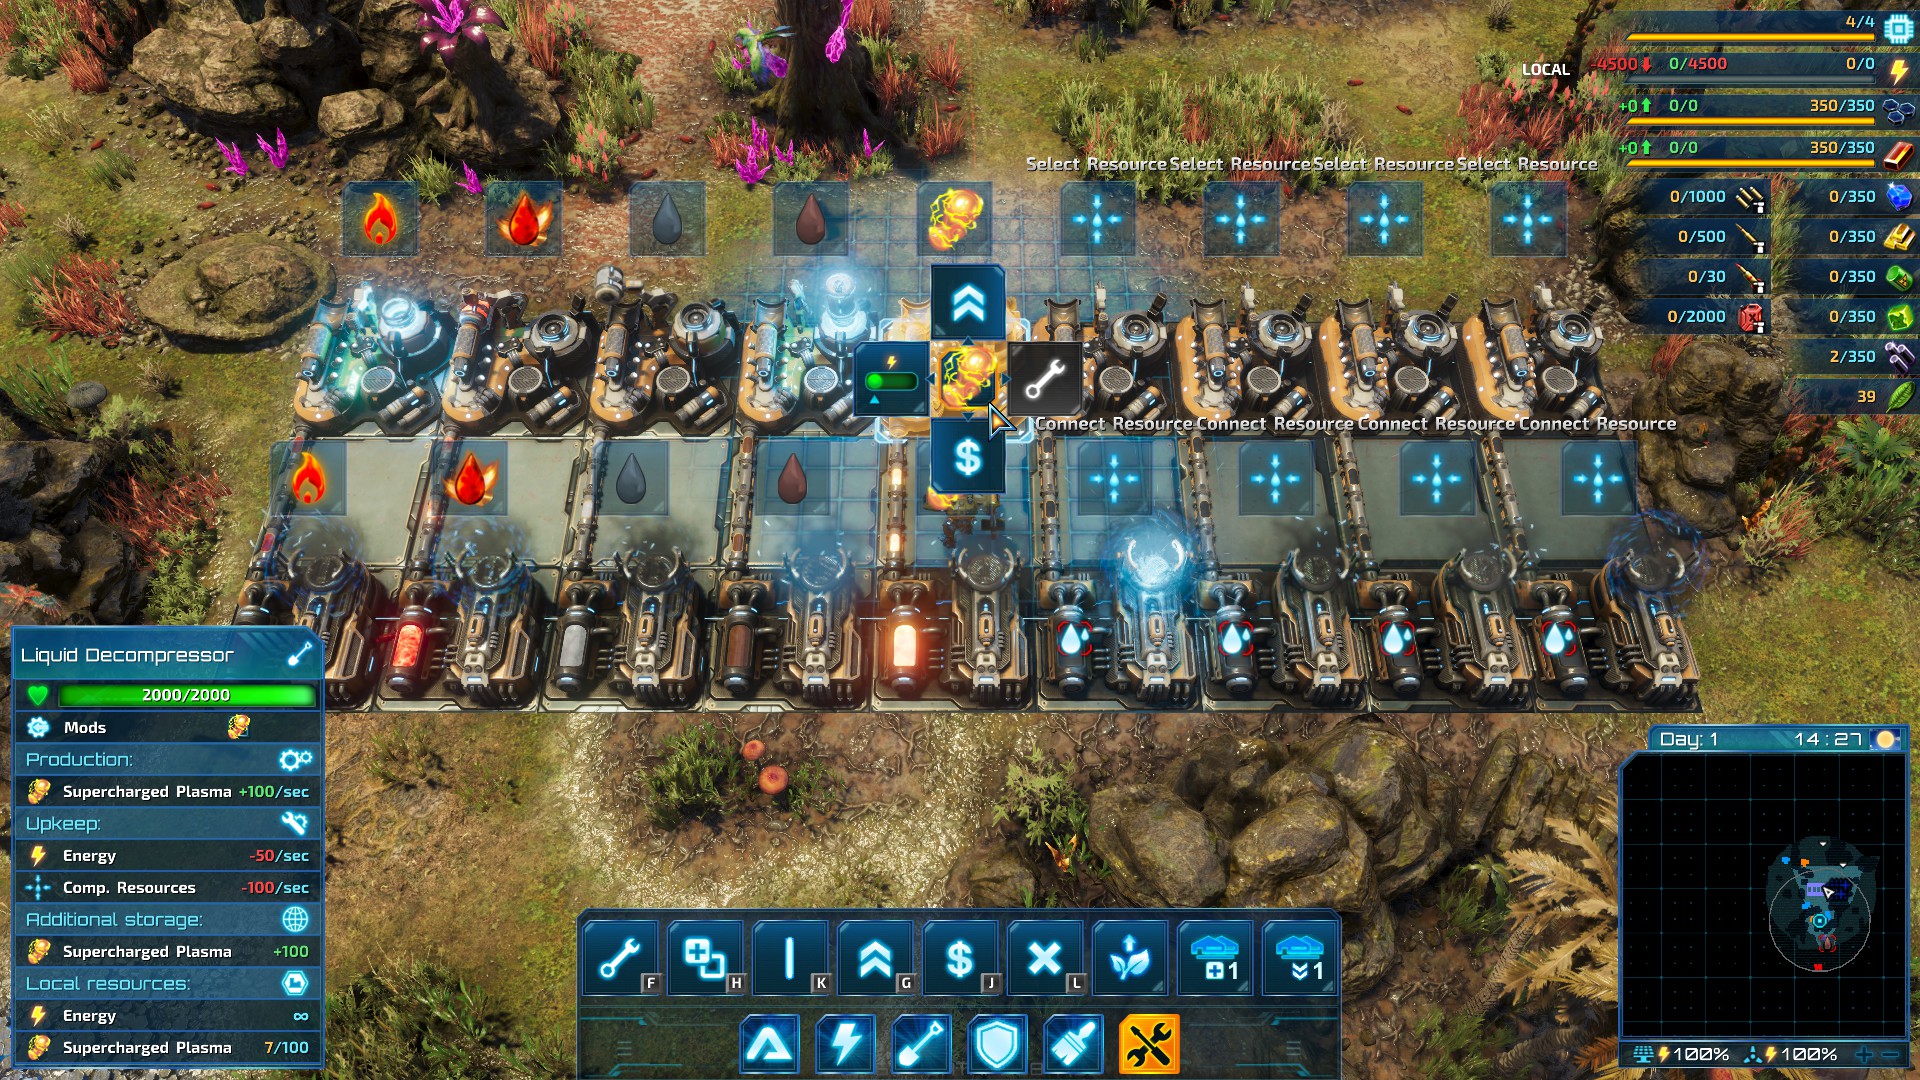 4/4
LOCAL
-4500 0/4500 0/0
+0 0/0 350/350
+0 0/0 350/350
Select Resource Select Resource Select Resource Select Resource
0/1000 0/350
0/500 0/350
0/30 0/350
0/2000 0/350
2/350
39
$
Connect Resource Connect Resource Connect Resource Connect Resource
$
Liquid Decompressor
2000/2000
Mods
Production:
Supercharged Plasma +100/sec
Upkeep:
Energy -50/sec
Comp. Resources -100/sec
Additional storage:
Supercharged Plasma +100
Local resources:
Energy ∞
Supercharged Plasma 7/100
F H K G J L 1 1
Day: 1 14:27
100% 100%